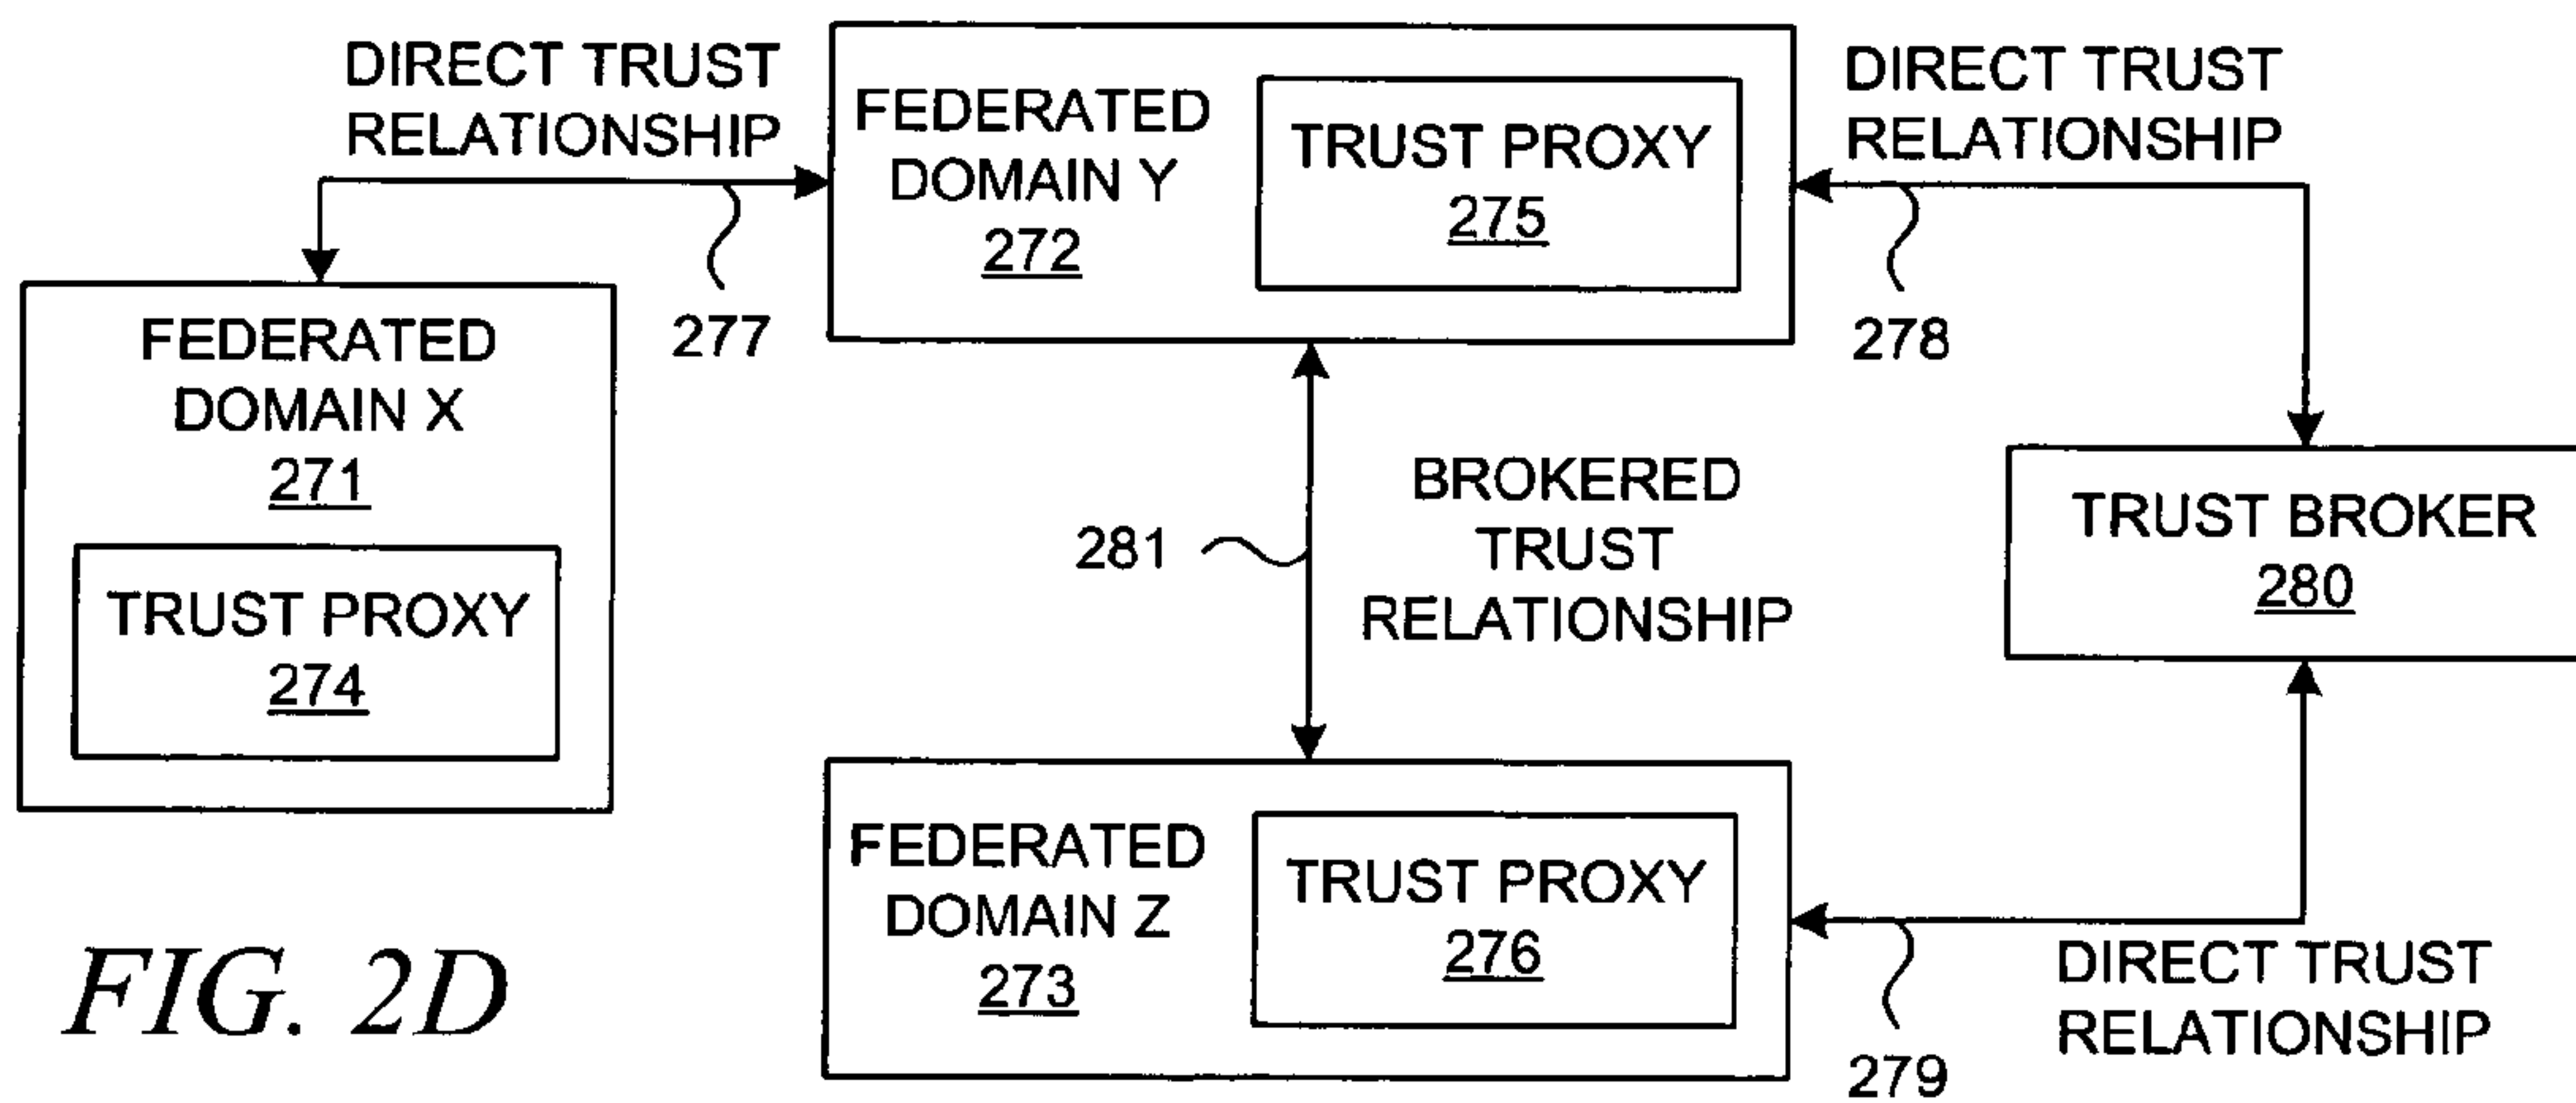 DIRECT TRUST
RELATIONSHIP
277
FEDERATED
DOMAIN X
271
TRUST PROXY
274
FEDERATED
DOMAIN Y
272
TRUST PROXY
275
DIRECT TRUST
RELATIONSHIP
278
281
BROKERED
TRUST
RELATIONSHIP
TRUST BROKER
280
FEDERATED
DOMAIN Z
273
TRUST PROXY
276
279
DIRECT TRUST
RELATIONSHIP
FIG. 2D